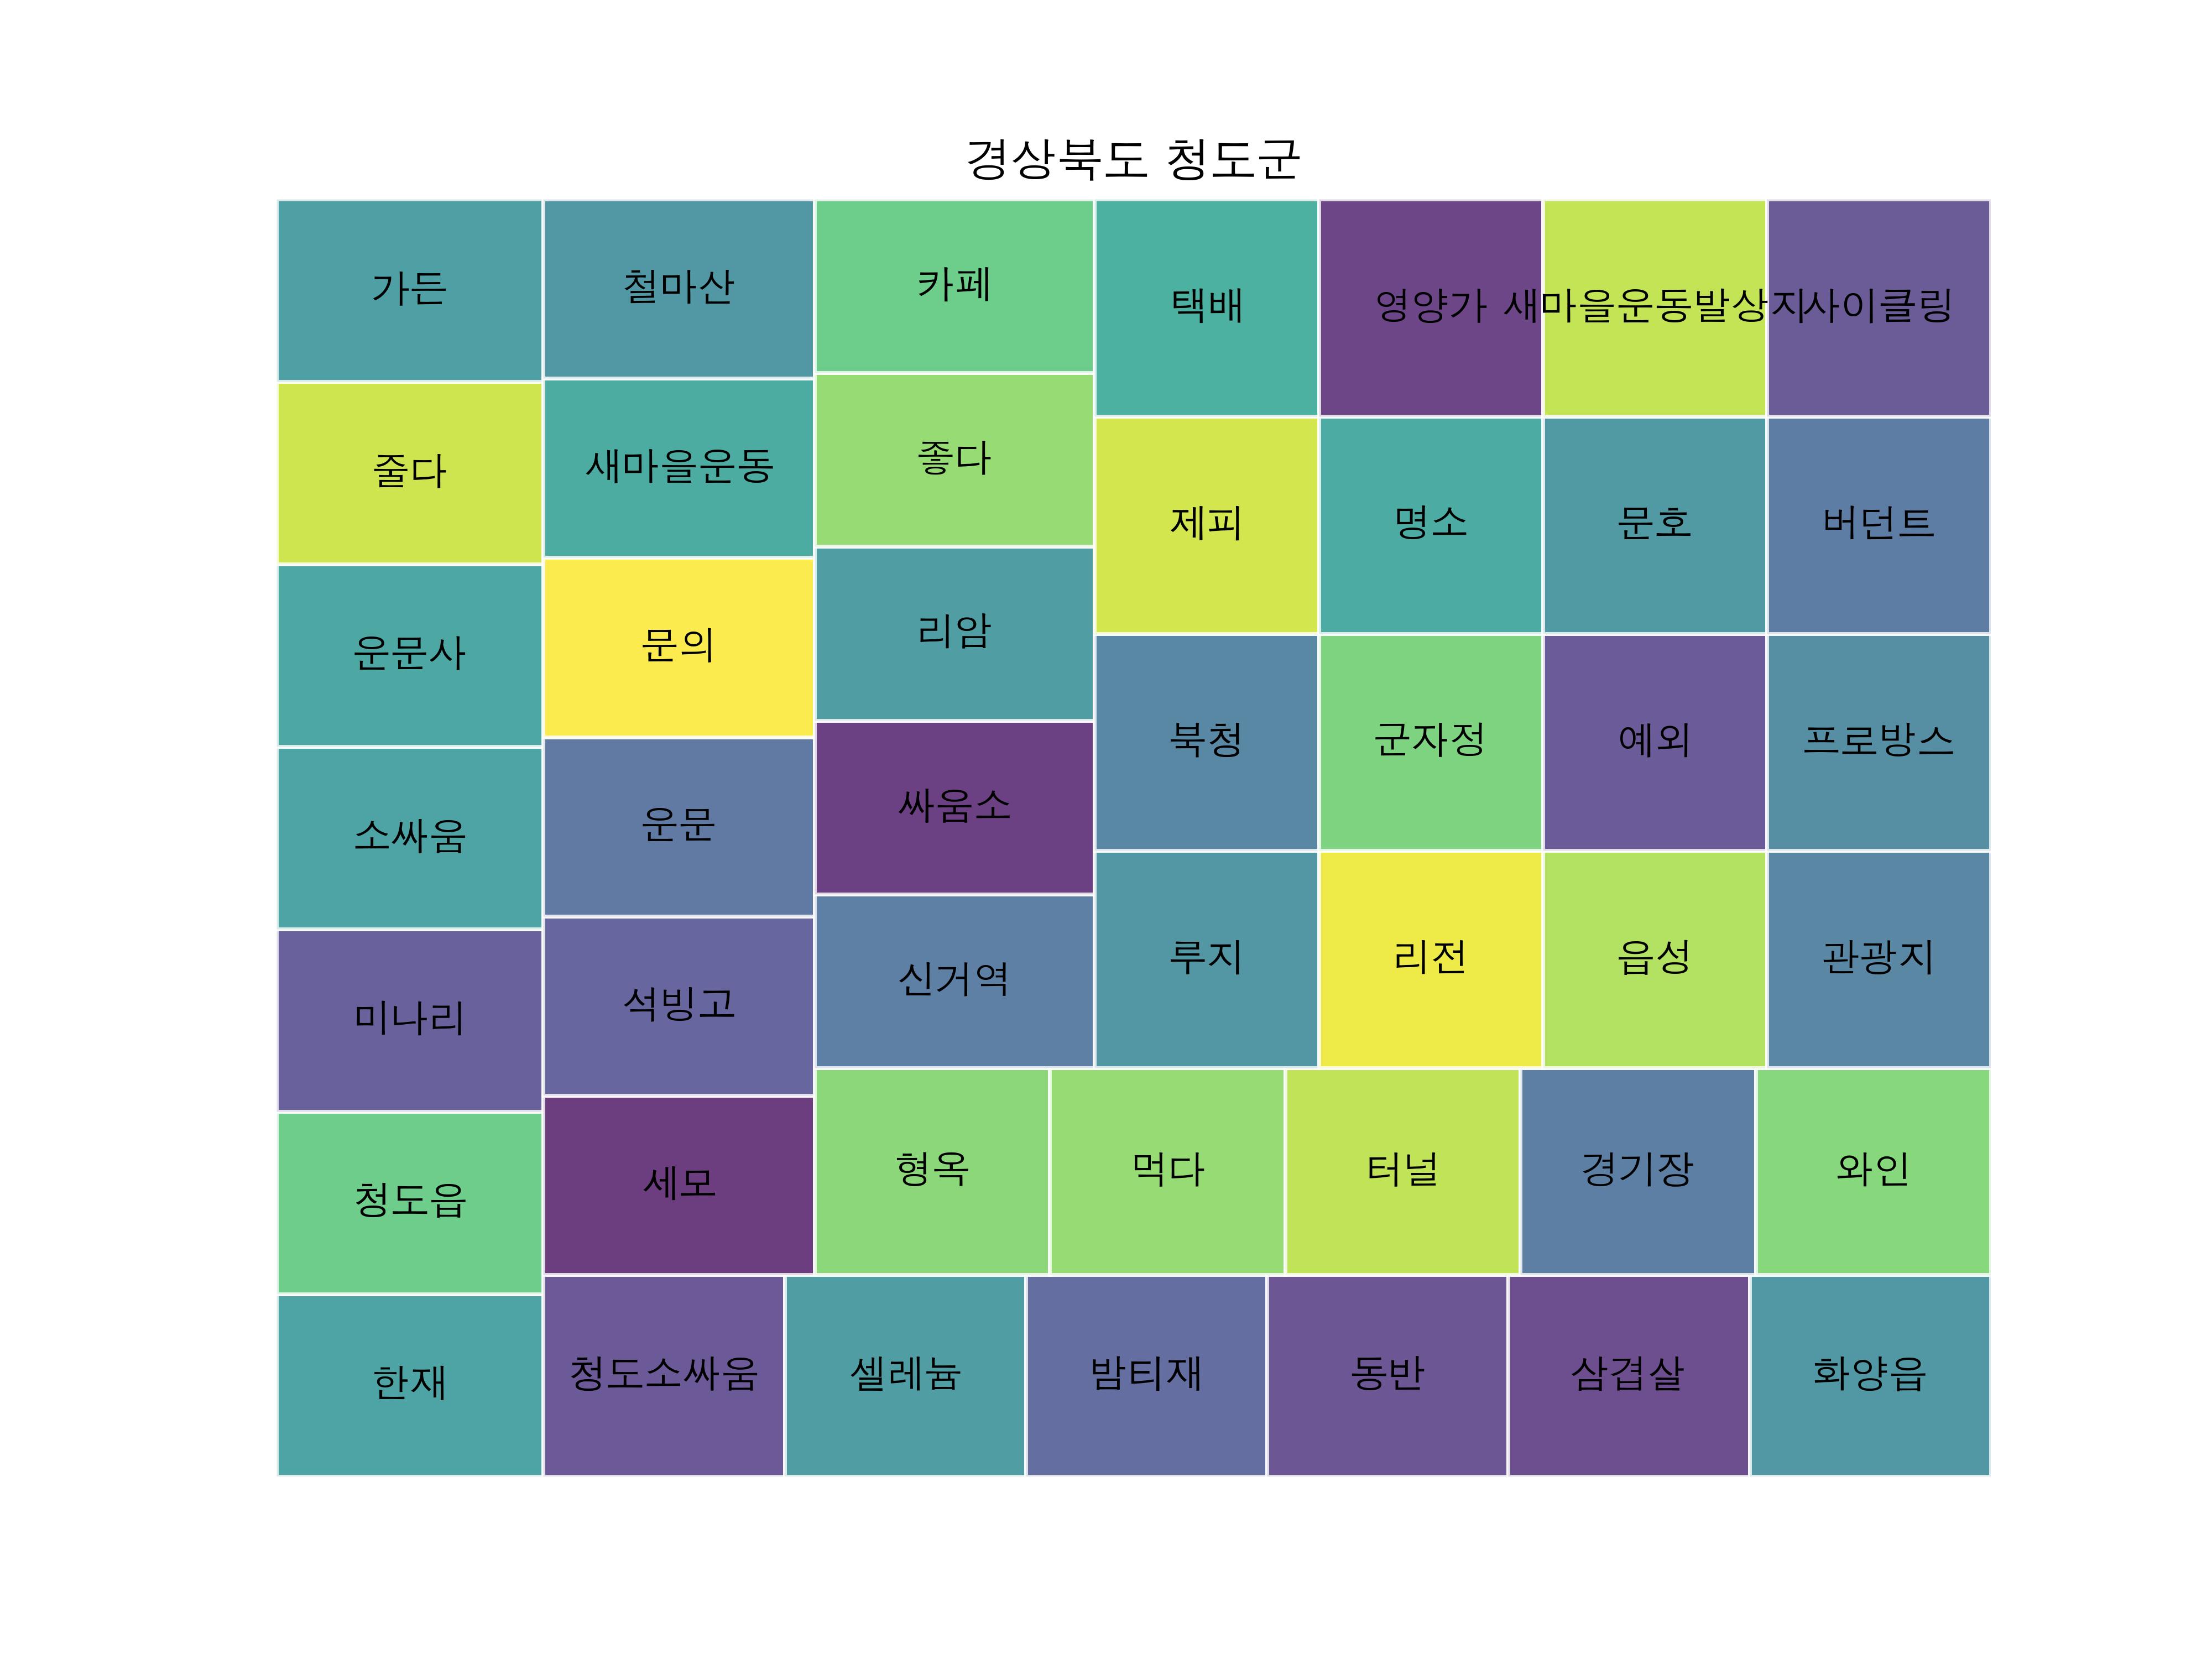 경상북도 청도군
가든
줄다
운문사
소싸움
미나리
청도읍
한재
철마산
새마을운동
문의
운문
석빙고
세모
청도소싸움
셀레늄
밤티재
동반
삼겹살
화양읍
카페
좋다
리암
싸움소
신거역
형옥
먹다
터널
경기장
와인
택배
영양가
새마을운동발상지
사이클링
제피
명소
문호
버던트
북청
군자정
예외
프로방스
루지
리전
읍성
관광지